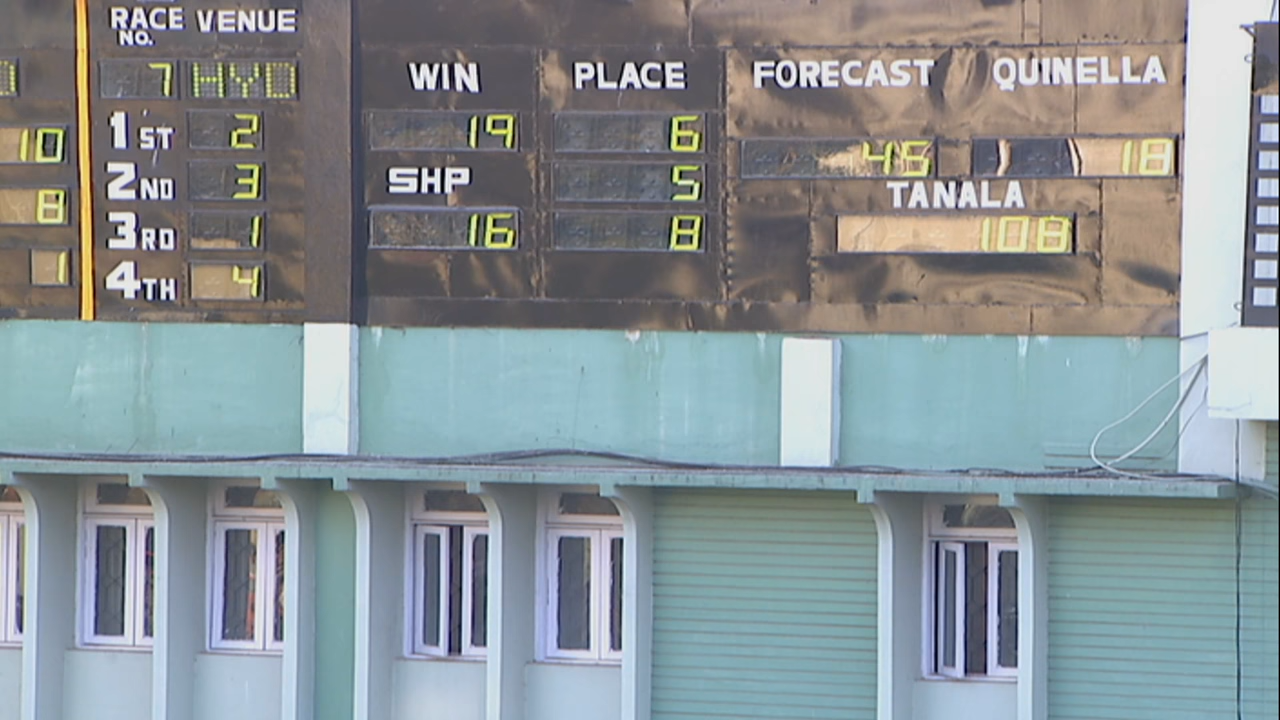 RACE NO. VENUE
7 HYD
1ST 2
2ND 3
3RD 1
4TH 4
10
8
1
WIN PLACE
19 6
SHP 5
16 8
FORECAST QUINELLA
45 18
TANALA
108